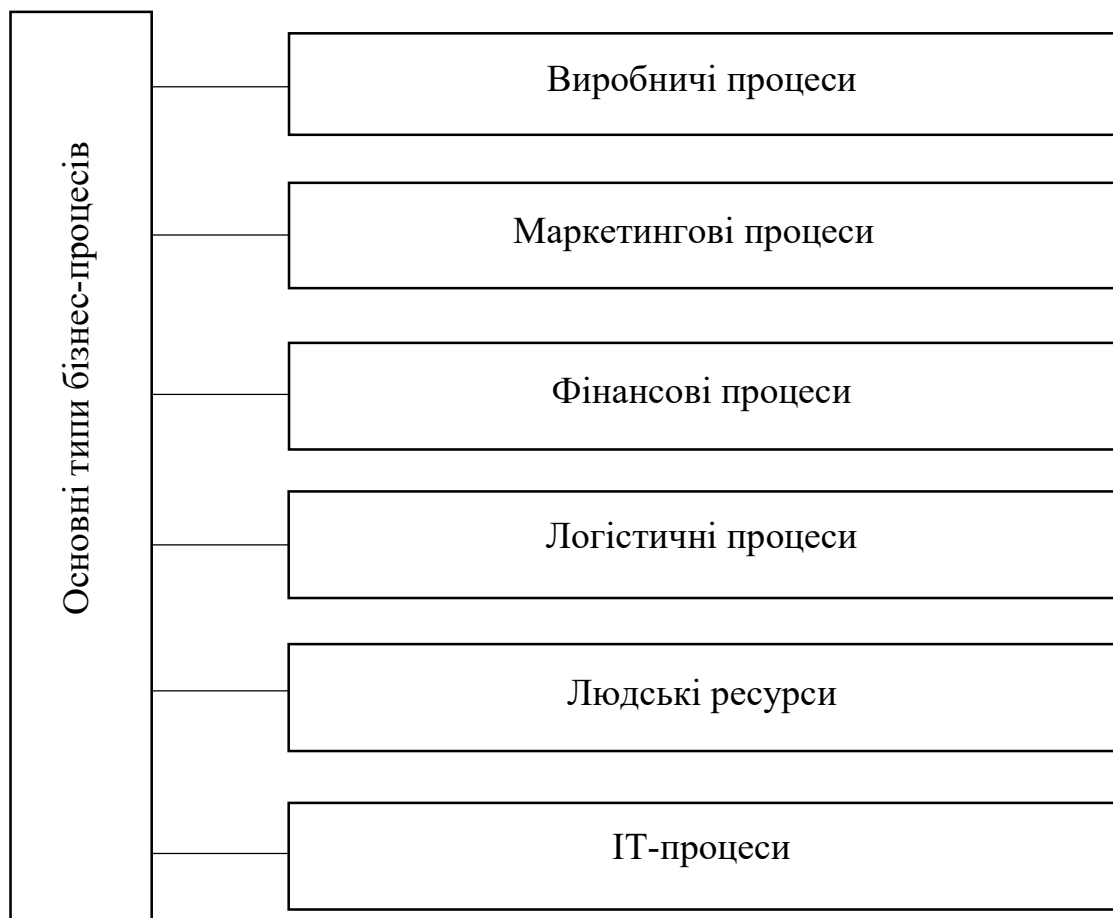 Основні типи бізнес-процесів
Виробничі процеси
Маркетингові процеси
Фінансові процеси
Логістичні процеси
Людські ресурси
ІТ-процеси